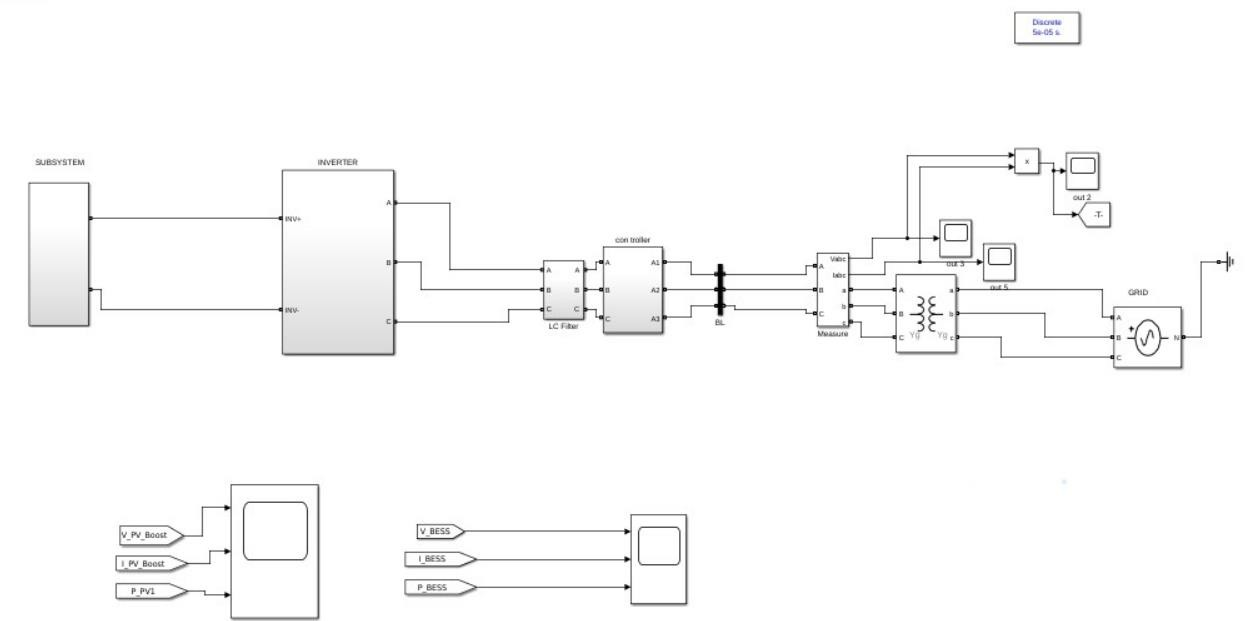 Discrete
5e-05 s.
SUBSYSTEM
INVERTER
x
out 2
-T-
A
INV+
con troller
out 3
Vabc
Iabc
out 5
B
A
A
A
A1
A
a
A
a
GRID
B
B
B
A2
B
b
B
b
A
INV-
C
C
C
A3
C
c
C
c
B
N
C
LC Filter
BL
Measure
Yg
Yg
C
V_PV_Boost
I_PV_Boost
P_PV1
V_BESS
I_BESS
P_BESS